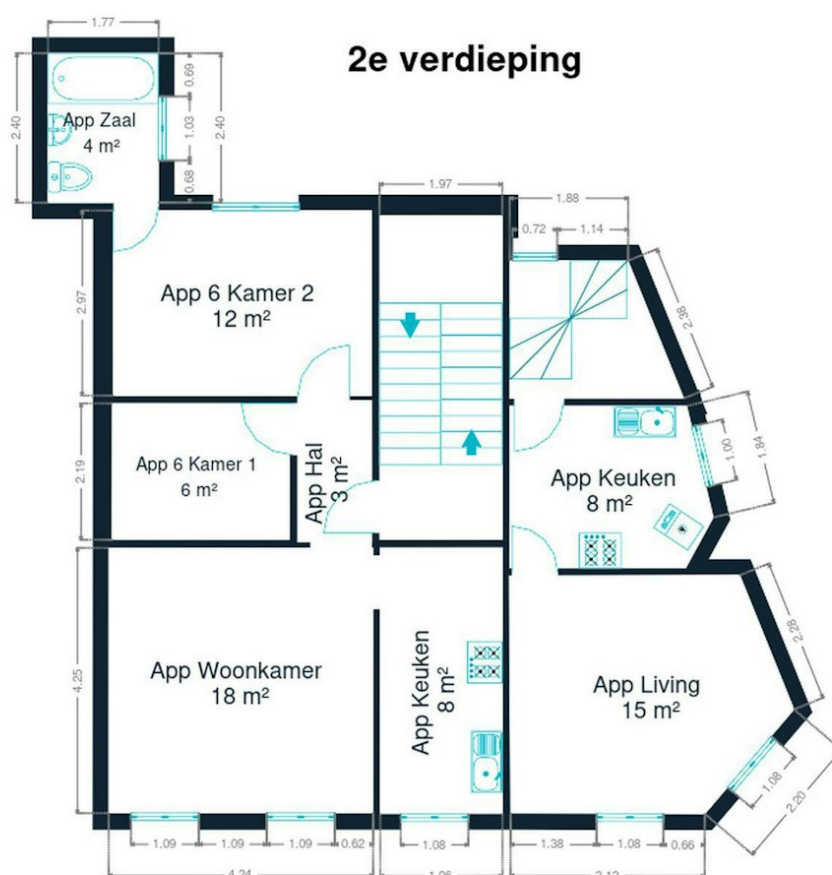 2e verdieping
1.77
2.40
0.69
1.03
0.68
2.40
App Zaal
4 m²
1.97
1.88
0.72
1.14
2.38
2.97
App 6 Kamer 2
12 m²
2.19
App 6 Kamer 1
6 m²
App Hal
3 m²
App Keuken
8 m²
1.00
1.84
4.25
App Woonkamer
18 m²
App Keuken
8 m²
App Living
15 m²
2.28
1.08
2.20
1.09
1.09
1.09
0.62
1.08
1.38
1.08
0.66